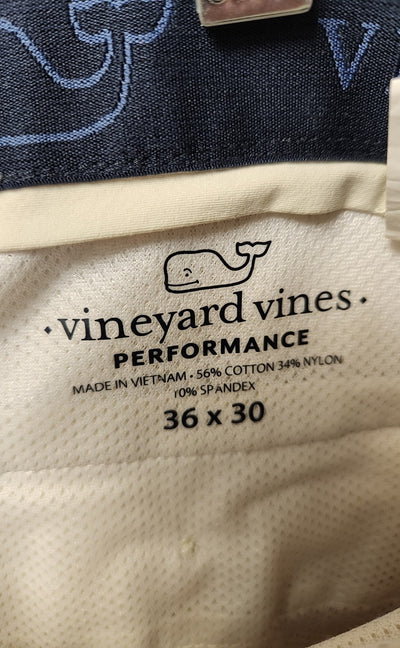 V
· vineyard vines ·
PERFORMANCE
MADE IN VIETNAM · 56% COTTON 34% NYLON
10% SPANDEX
36 x 30